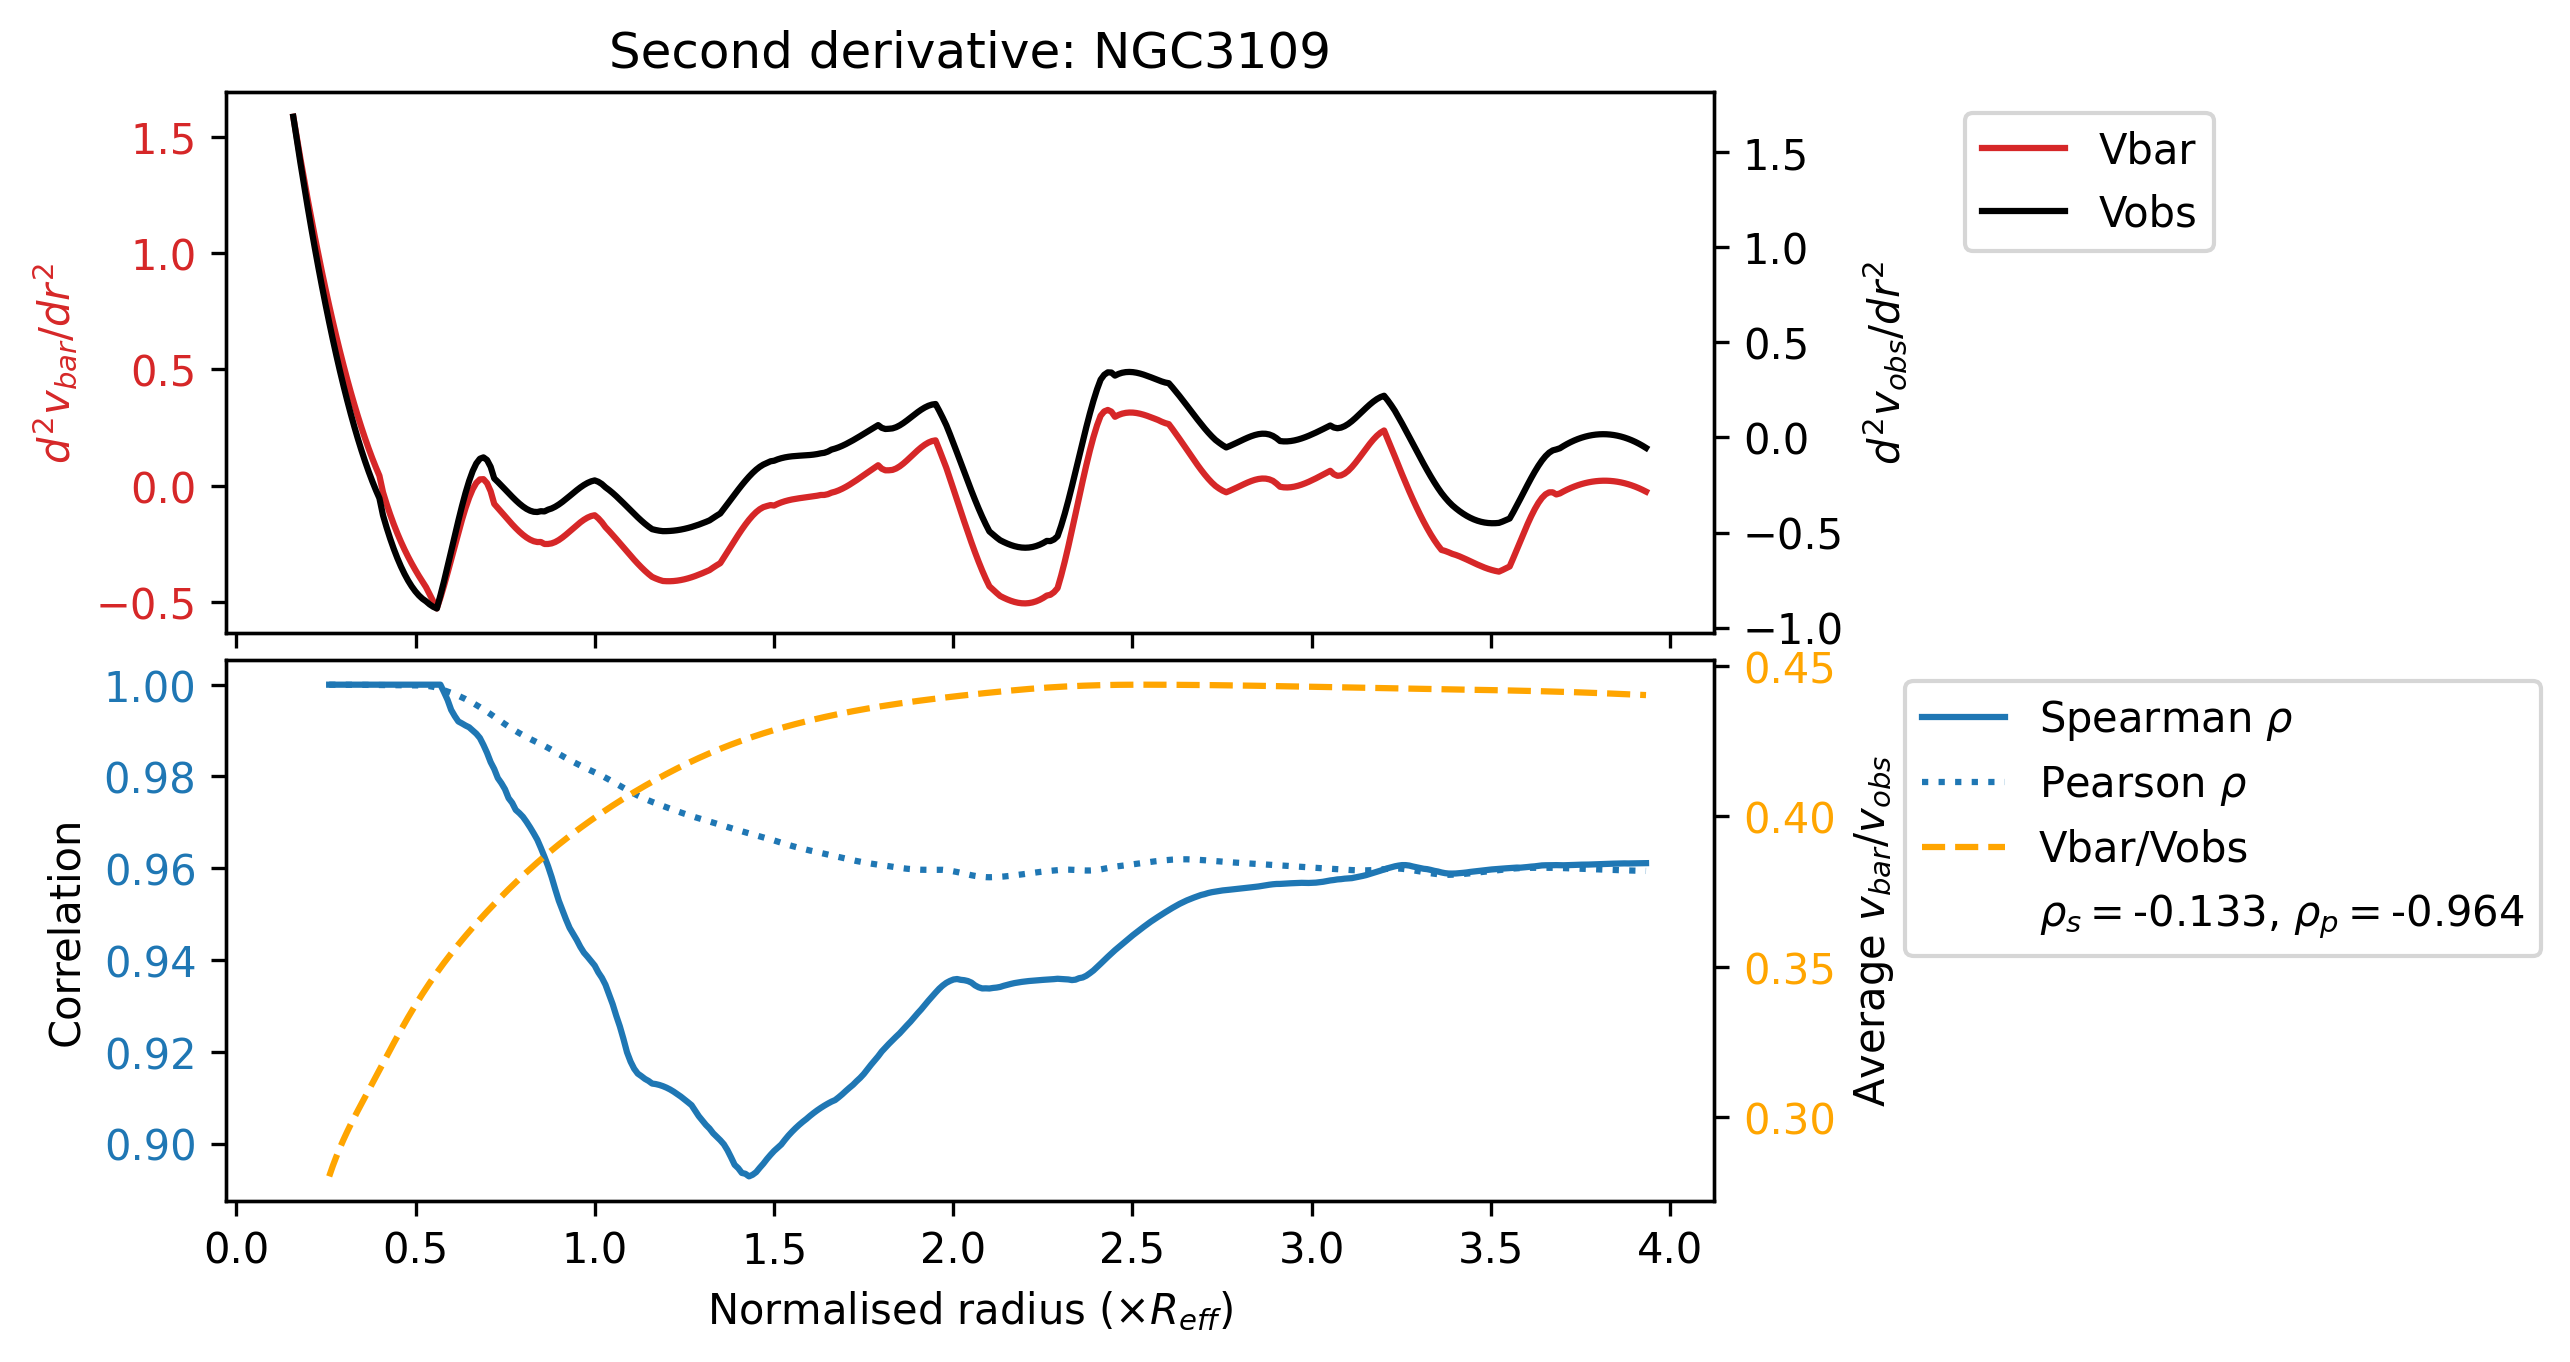 Second derivative: NGC3109
d²v_bar/dr²
1.5
1.0
0.5
0.0
−0.5
1.5
1.0
0.5
0.0
−0.5
−1.0
d²v_obs/dr²
Vbar
Vobs
Correlation
1.00
0.98
0.96
0.94
0.92
0.90
0.45
0.40
0.35
0.30
Average v_bar/v_obs
Spearman ρ
Pearson ρ
Vbar/Vobs
ρ_s = -0.133, ρ_p = -0.964
0.0 0.5 1.0 1.5 2.0 2.5 3.0 3.5 4.0
Normalised radius (×R_eff)